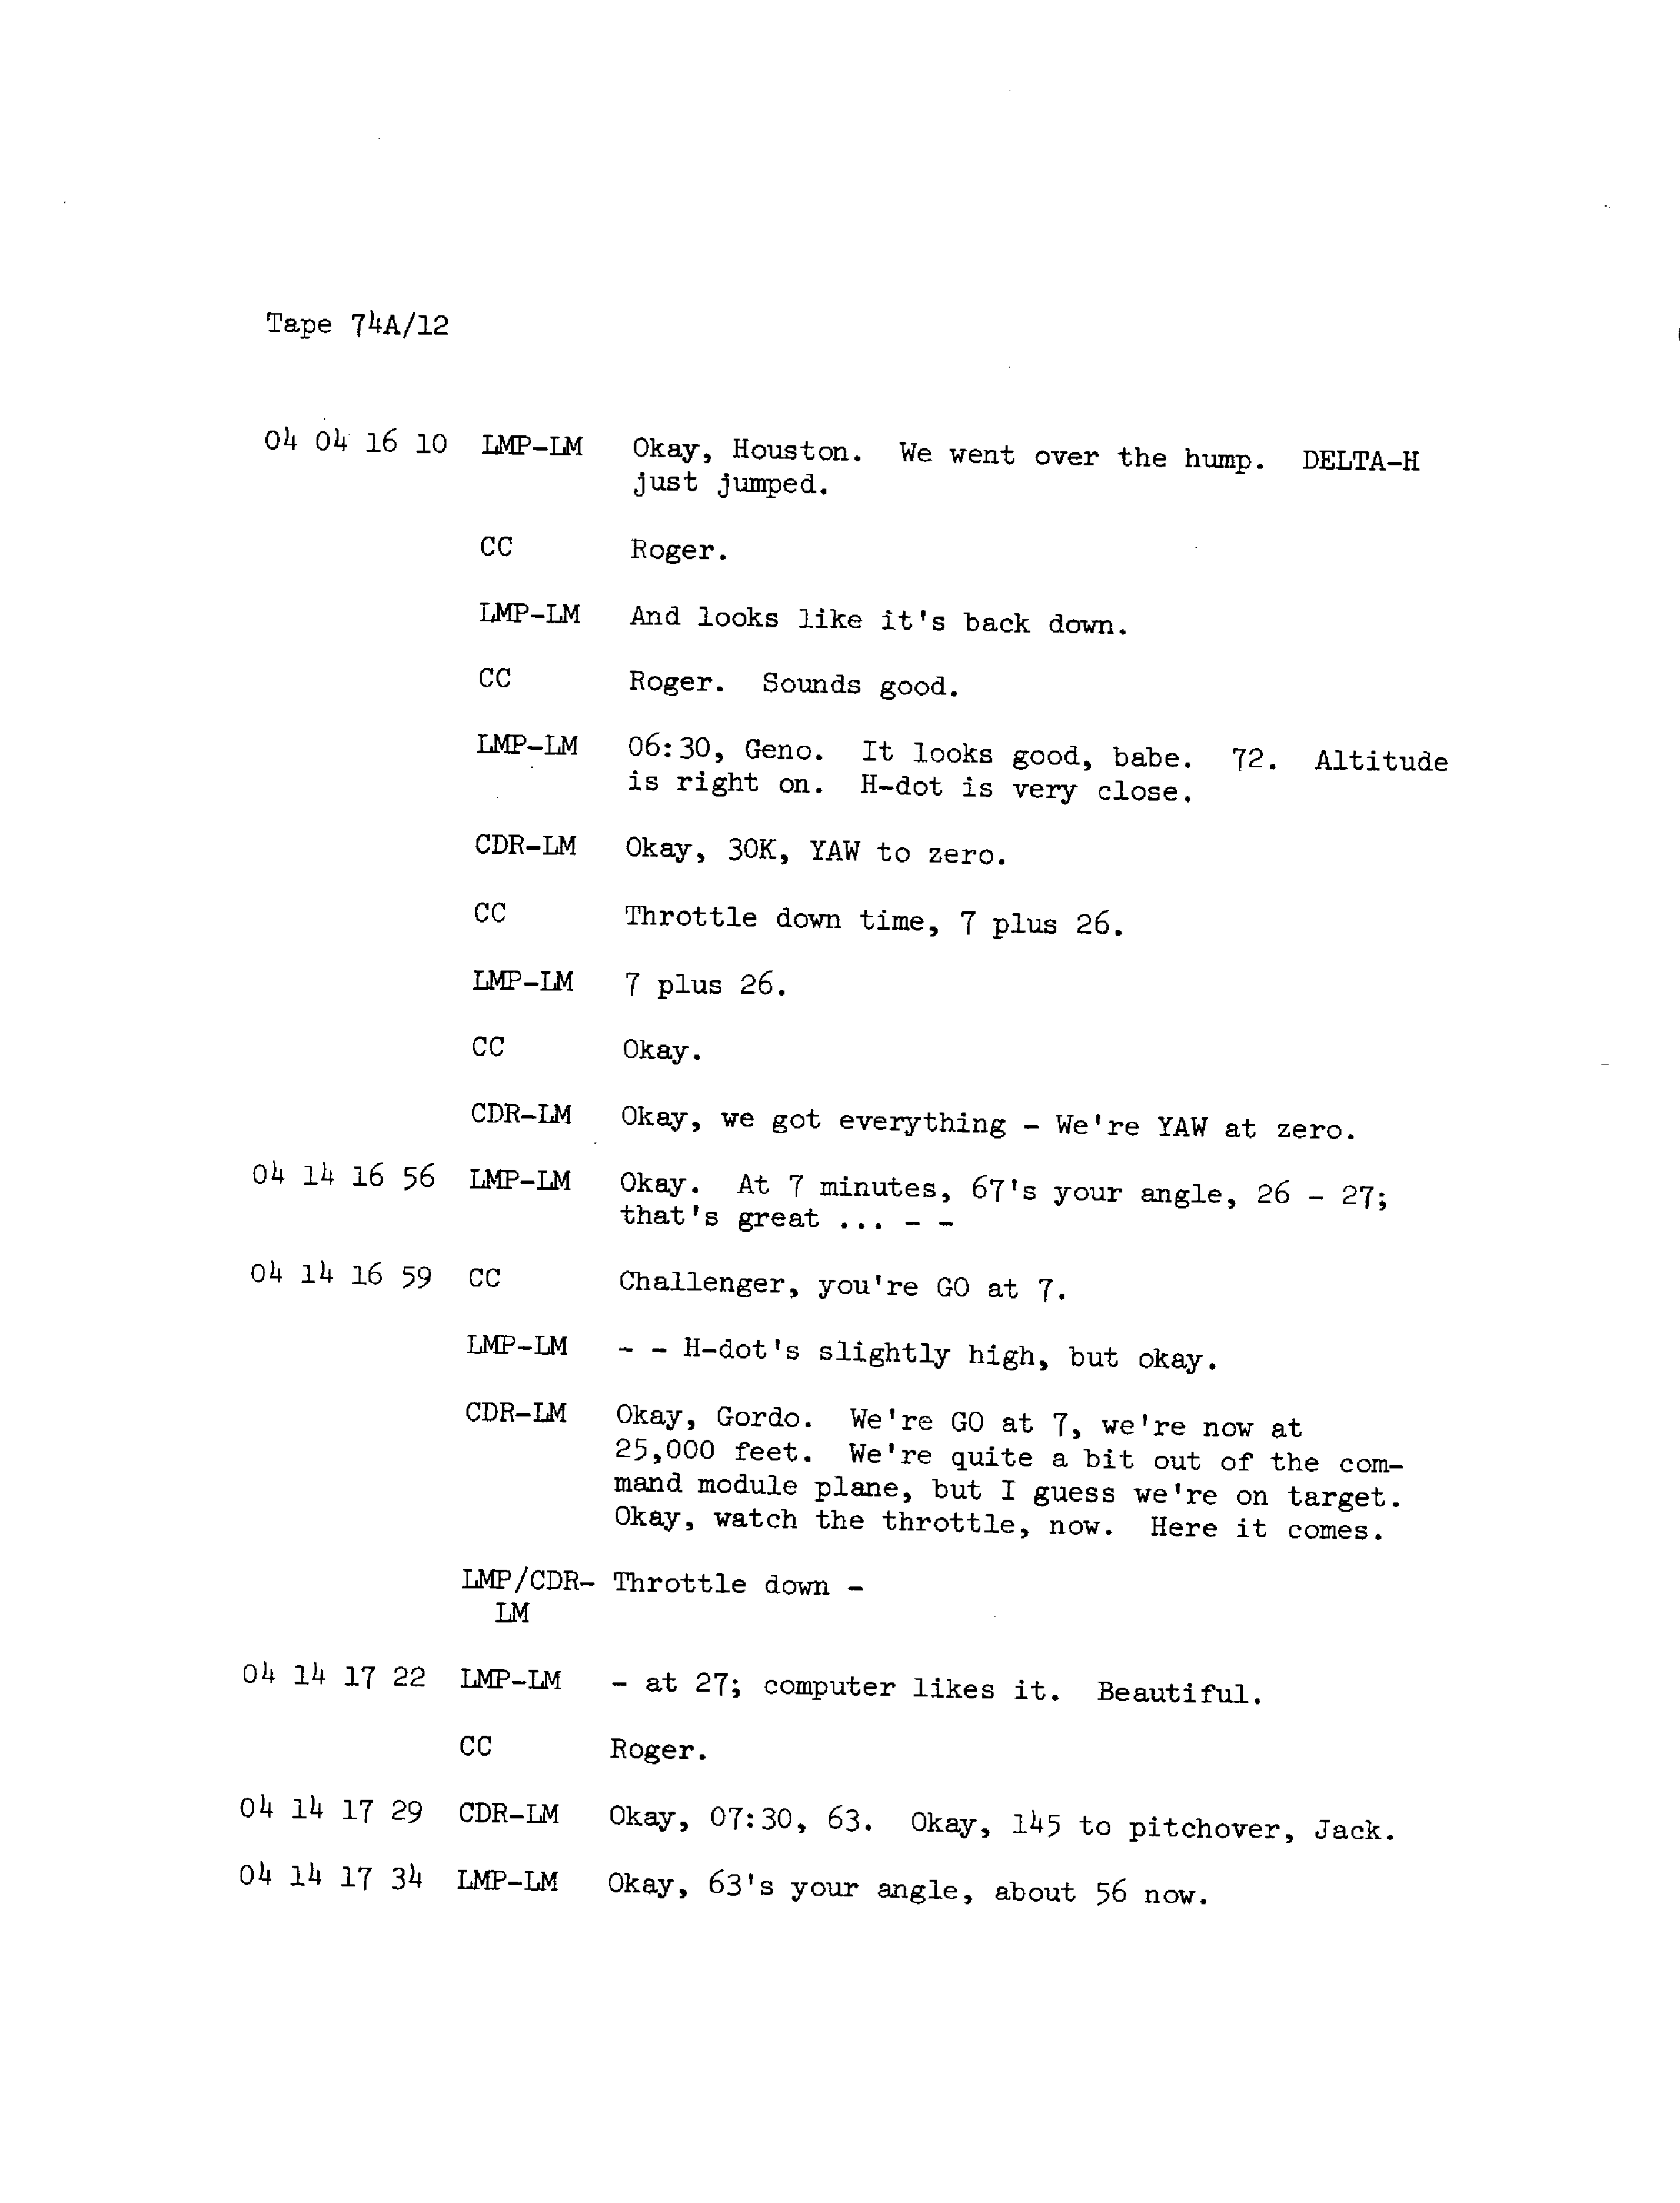 Tape 74A/12
04 04 16 10 LMP-LM Okay, Houston. We went over the hump. DELTA-H
just jumped.
CC Roger.
LMP-LM And looks like it's back down.
CC Roger. Sounds good.
LMP-LM 06:30, Geno. It looks good, babe. 72. Altitude
is right on. H-dot is very close.
CDR-LM Okay, 30K, YAW to zero.
CC Throttle down time, 7 plus 26.
LMP-LM 7 plus 26.
CC Okay.
CDR-LM Okay, we got everything - We're YAW at zero.
04 14 16 56 LMP-LM Okay. At 7 minutes, 67's your angle, 26 - 27;
that's great ... - -
04 14 16 59 CC Challenger, you're GO at 7.
LMP-LM - - H-dot's slightly high, but okay.
CDR-LM Okay, Gordo. We're GO at 7, we're now at
25,000 feet. We're quite a bit out of the com-
mand module plane, but I guess we're on target.
Okay, watch the throttle, now. Here it comes.
LMP/CDR- Throttle down -
LM
04 14 17 22 LMP-LM - at 27; computer likes it. Beautiful.
CC Roger.
04 14 17 29 CDR-LM Okay, 07:30, 63. Okay, 145 to pitchover, Jack.
04 14 17 34 LMP-LM Okay, 63's your angle, about 56 now.